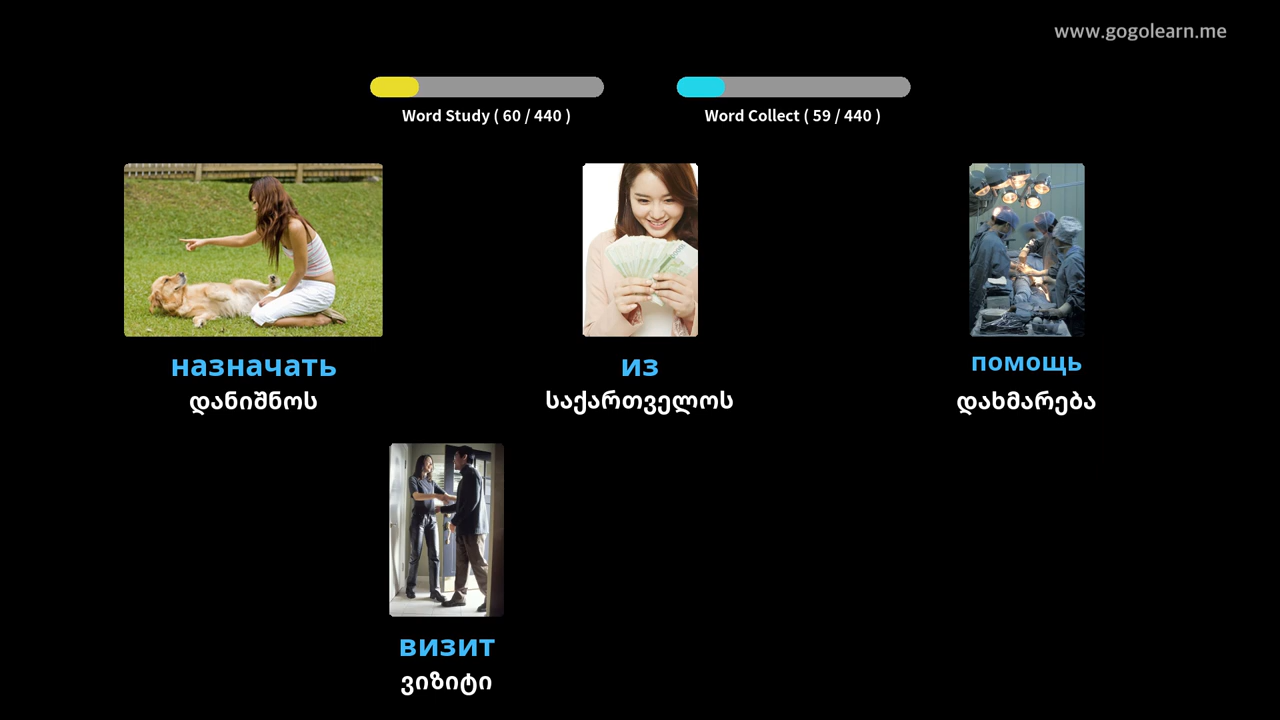 www.gogolearn.me
Word Study ( 60 / 440 )
Word Collect ( 59 / 440 )
назначать
დანიშნოს
из
საქართველოს
помощь
დახმარება
визит
ვიზიტი